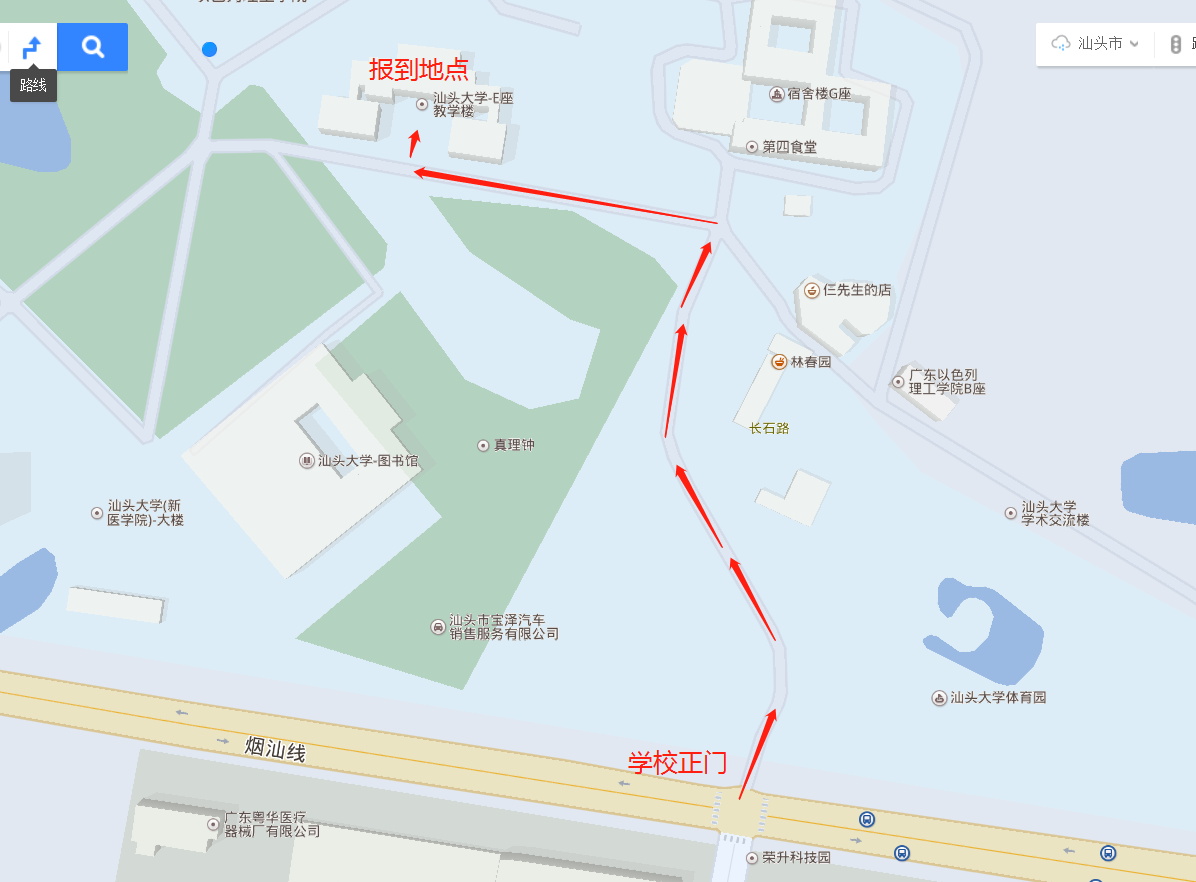 路线
汕头市
报到地点
汕头大学-E座
教学楼
宿舍楼G座
第四食堂
仨先生的店
林春园
广东以色列
理工学院B座
长石路
真理钟
汕头大学-图书馆
汕头大学(新
医学院)-大楼
汕头大学
学术交流楼
汕头市宝泽汽车
销售服务有限公司
汕头大学体育园
烟汕线
学校正门
广东粤华医疗
器械厂有限公司
荣升科技园